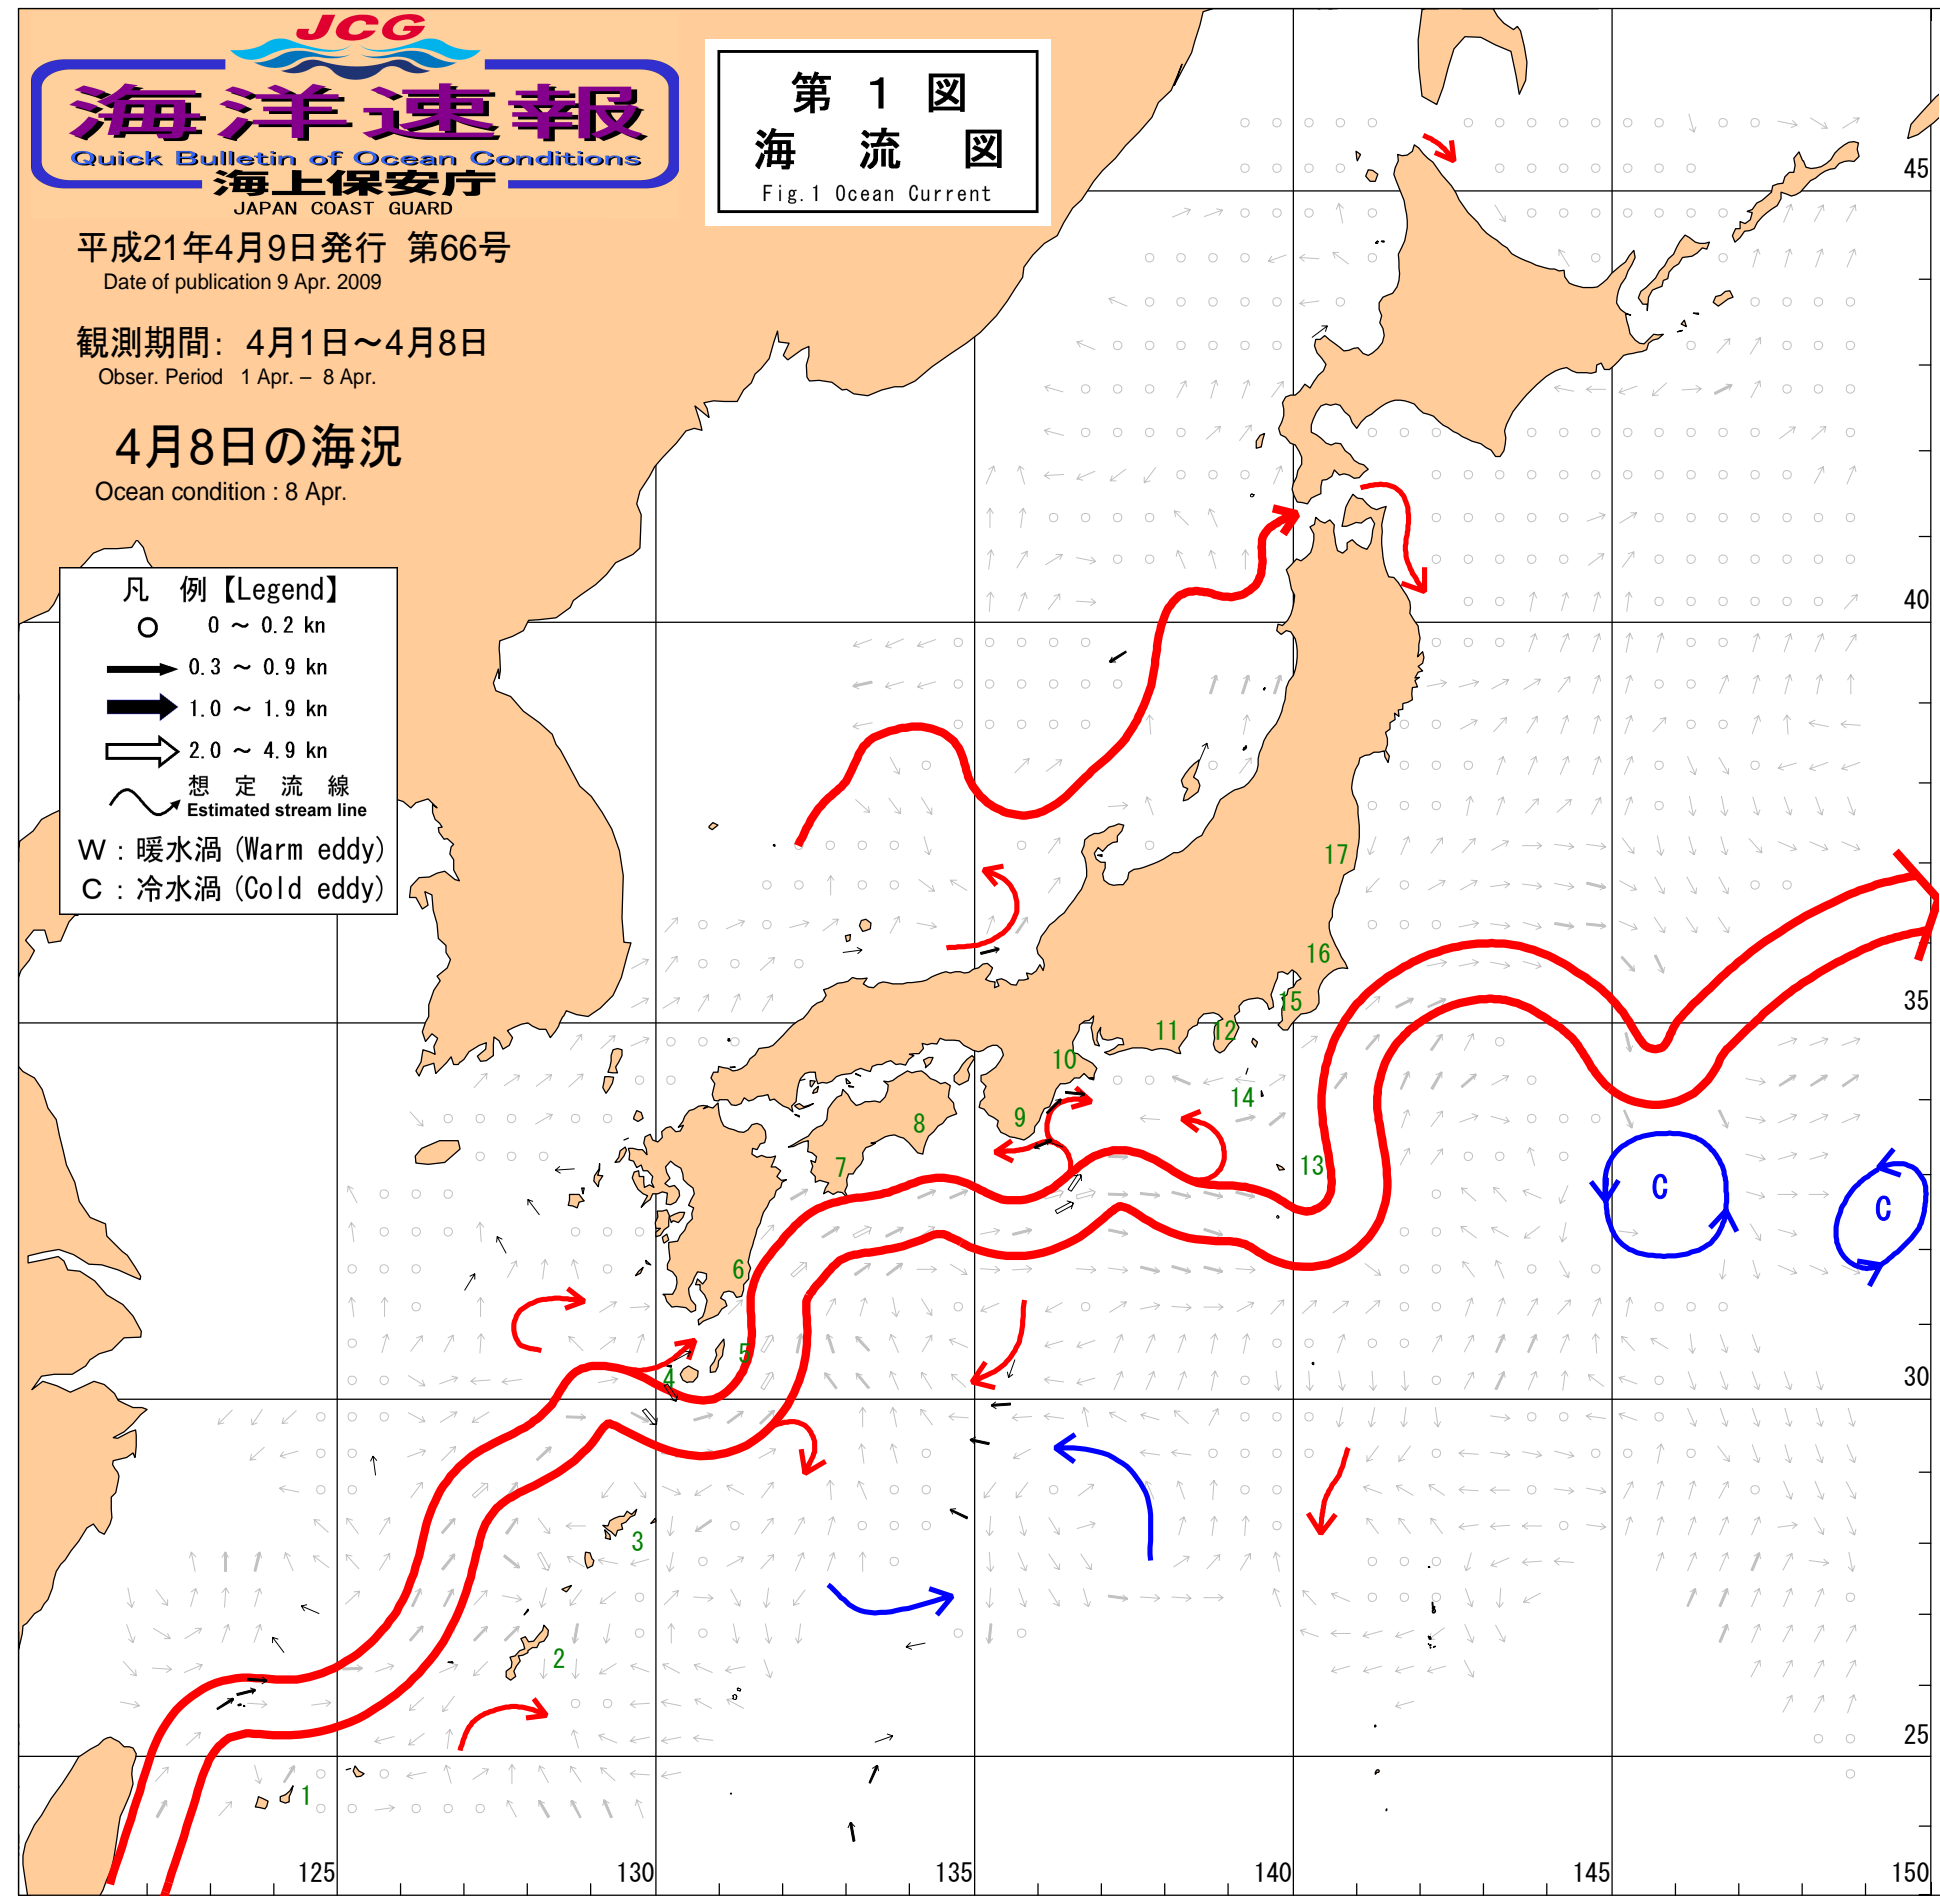 JCG
海洋速報
Quick Bulletin of Ocean Conditions
海上保安庁
JAPAN COAST GUARD
平成21年4月9日発行 第66号
Date of publication 9 Apr. 2009
観測期間: 4月1日～4月8日
Obser. Period 1 Apr. – 8 Apr.
4月8日の海況
Ocean condition : 8 Apr.
第 1 図
海 流 図
Fig.1 Ocean Current
凡 例【Legend】
0 ～ 0.2 kn
0.3 ～ 0.9 kn
1.0 ～ 1.9 kn
2.0 ～ 4.9 kn
想 定 流 線
Estimated stream line
W : 暖水渦 (Warm eddy)
C : 冷水渦 (Cold eddy)
45
40
17
16
35
15
12
11
10
14
9
8
7
13
C
C
6
5
4
30
3
2
25
1
125
130
135
140
145
150